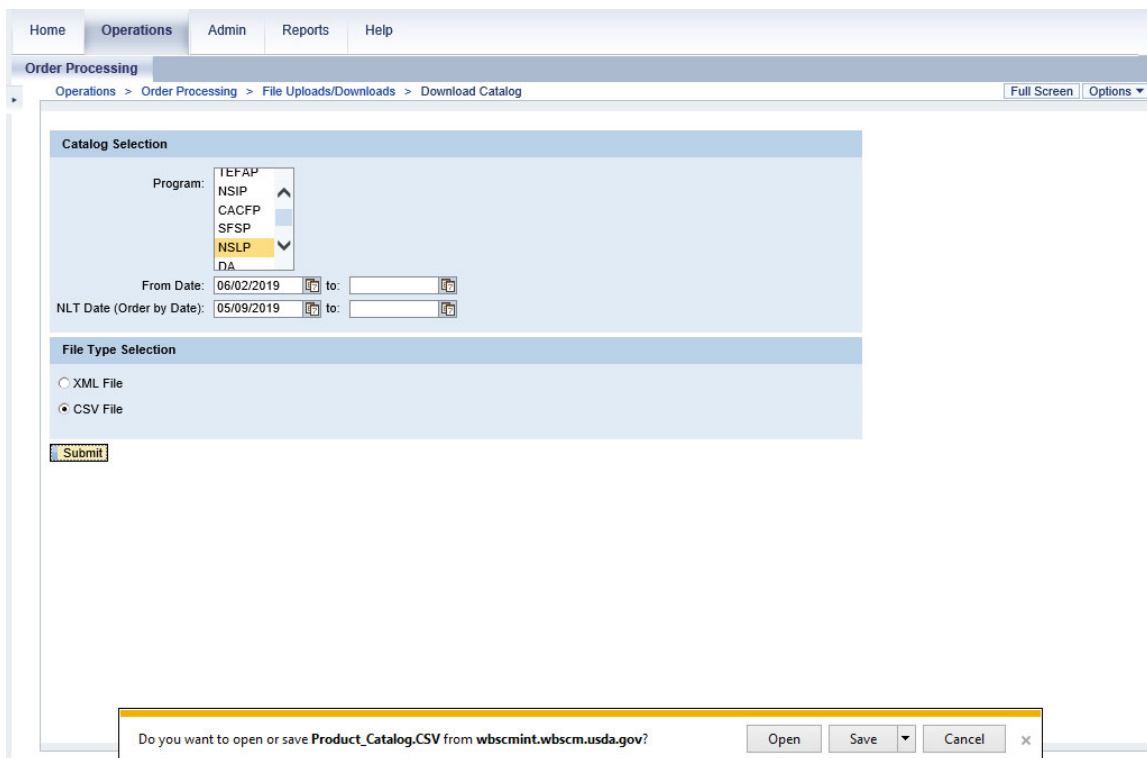 Home Operations Admin Reports Help
Order Processing
Operations > Order Processing > File Uploads/Downloads > Download Catalog Full Screen Options
Catalog Selection
Program: TEFAP
NSIP
CACFP
SFSP
NSLP
DA
From Date: 06/02/2019 to:
NLT Date (Order by Date): 05/09/2019 to:
File Type Selection
XML File
CSV File
Submit
Do you want to open or save Product_Catalog.CSV from wbscmint.wbscm.usda.gov? Open Save Cancel ×